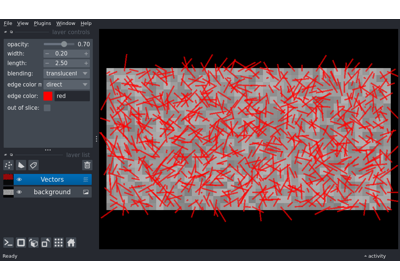 File View Plugins Window Help
layer controls
opacity: 0.70
width: 0.20
length: 2.50
blending: translucent
edge color m direct
edge color: red
out of slice:
layer list
Vectors
background
Ready
activity